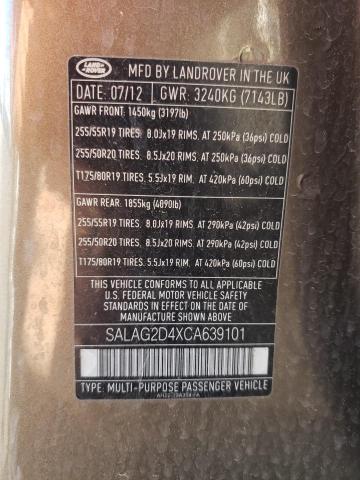 LAND
ROVER
MFD BY LANDROVER IN THE UK
DATE: 07/12 GWR: 3240KG (7143LB)
GAWR FRONT: 1450kg (3197lb)
255/55R19 TIRES. 8.0Jx19 RIMS. AT 250kPa (36psi) COLD
255/50R20 TIRES. 8.5Jx20 RIMS. AT 250kPa (36psi) COLD
T175/80R19 TIRES. 5.5Jx19 RIM. AT 420kPa (60psi) COLD
GAWR REAR: 1855kg (4090lb)
255/55R19 TIRES. 8.0Jx19 RIMS. AT 290kPa (42psi) COLD
255/50R20 TIRES. 8.5Jx20 RIMS. AT 290kPa (42psi) COLD
T175/80R19 TIRES. 5.5Jx19 RIM. AT 420kPa (60psi) COLD
THIS VEHICLE CONFORMS TO ALL APPLICABLE
U.S. FEDERAL MOTOR VEHICLE SAFETY
STANDARDS IN EFFECT ON THE DATE OF
MANUFACTURE SHOWN ABOVE
SALAG2D4XCA639101
TYPE: MULTI-PURPOSE PASSENGER VEHICLE